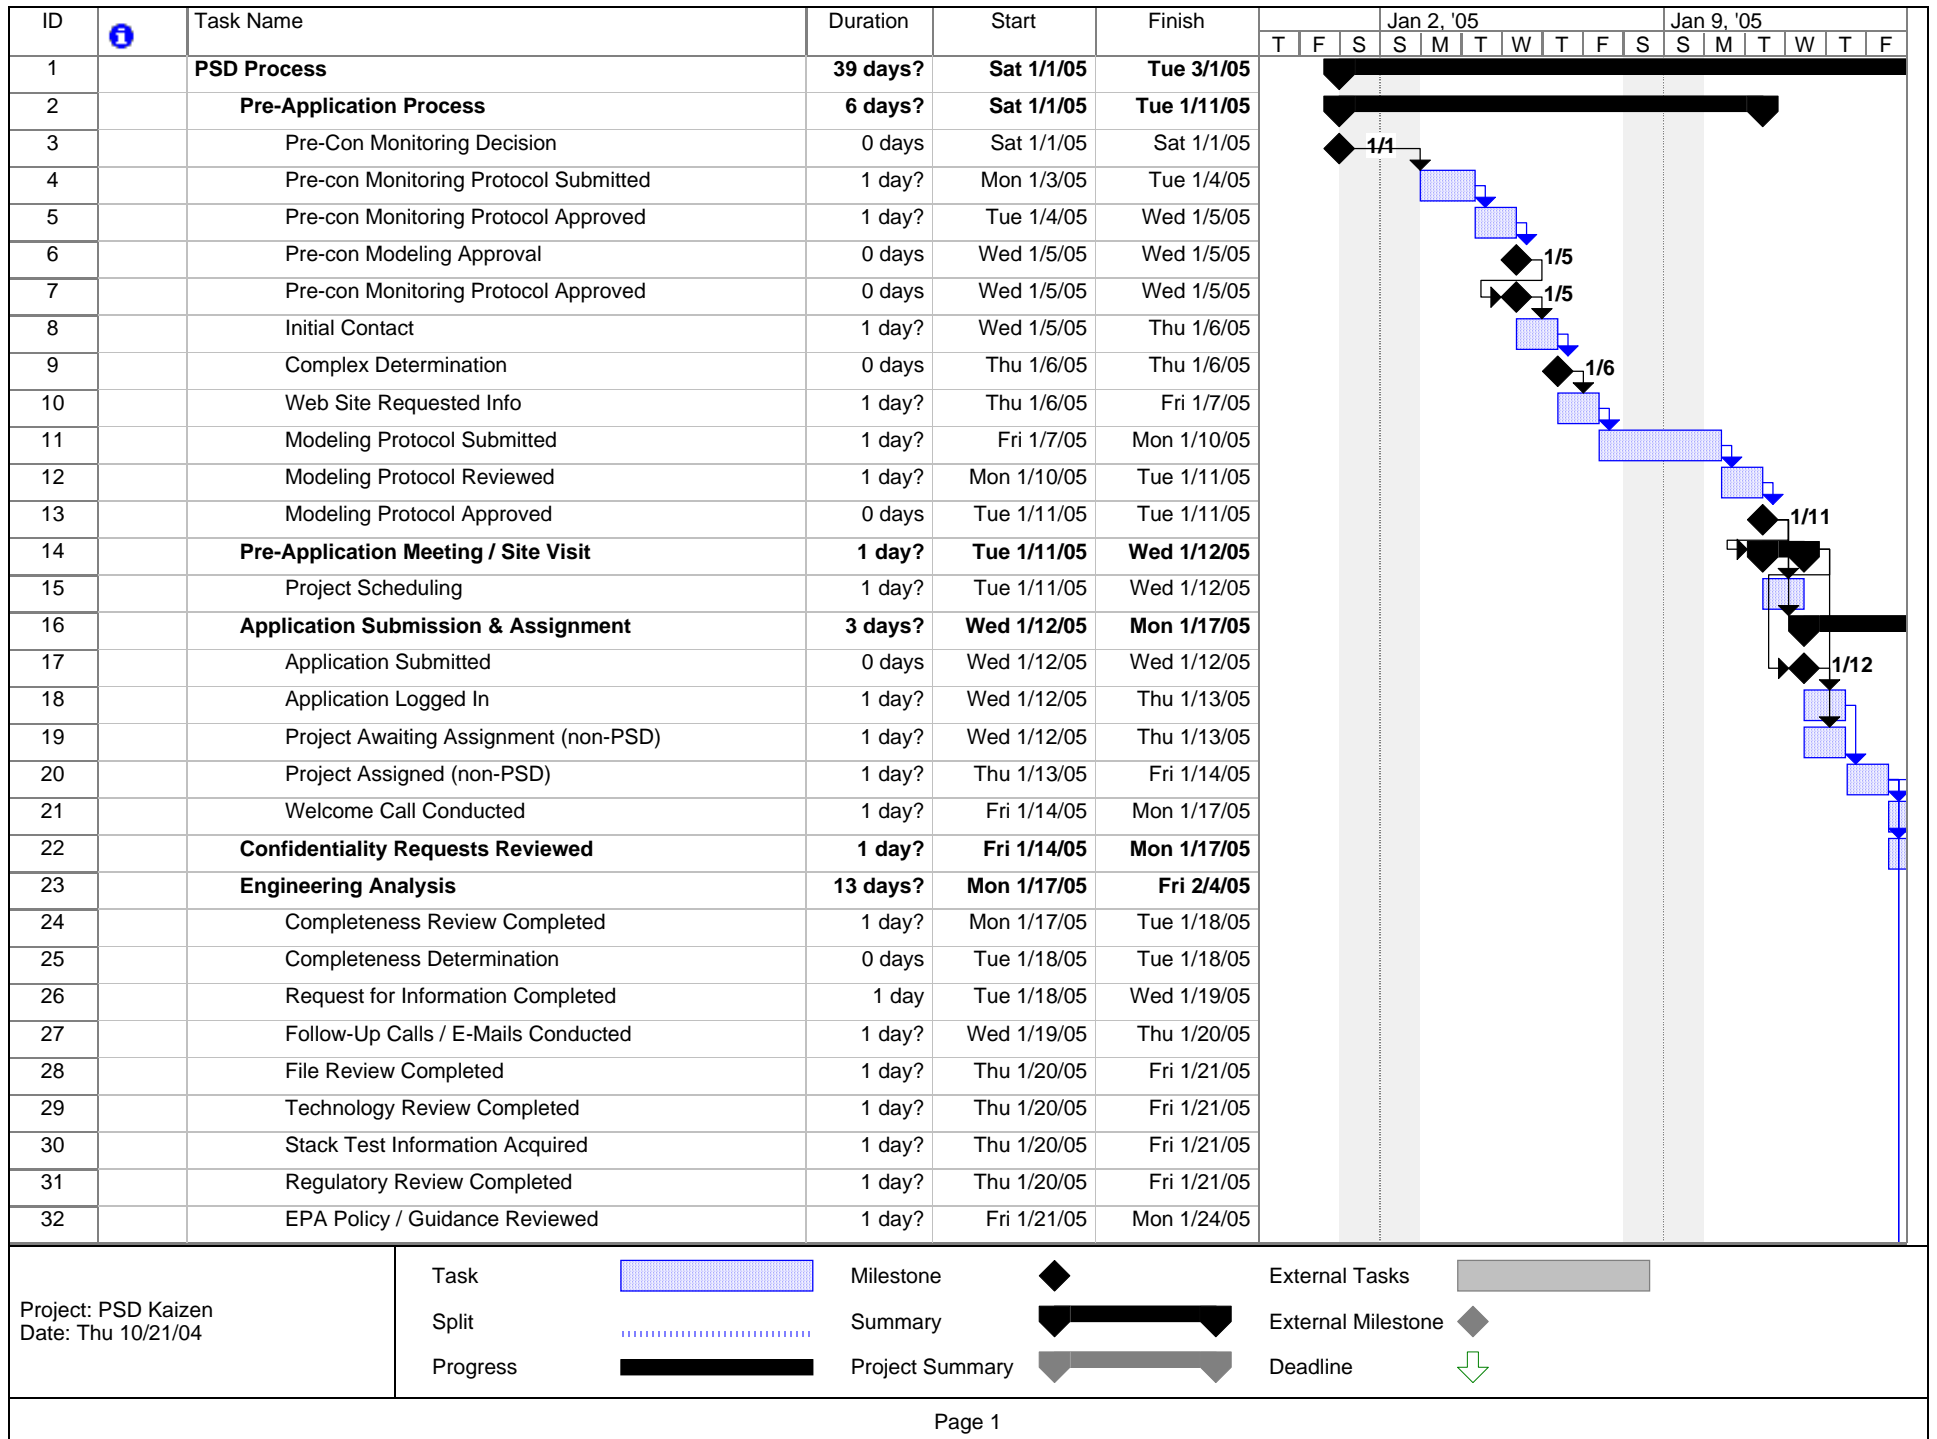 ID Task Name Duration Start Finish Jan 2, '05 Jan 9, '05
T F S S M T W T F S S M T W T F
1 PSD Process 39 days? Sat 1/1/05 Tue 3/1/05
2 Pre-Application Process 6 days? Sat 1/1/05 Tue 1/11/05
3 Pre-Con Monitoring Decision 0 days Sat 1/1/05 Sat 1/1/05 1/1
4 Pre-con Monitoring Protocol Submitted 1 day? Mon 1/3/05 Tue 1/4/05
5 Pre-con Monitoring Protocol Approved 1 day? Tue 1/4/05 Wed 1/5/05
6 Pre-con Modeling Approval 0 days Wed 1/5/05 Wed 1/5/05 1/5
7 Pre-con Monitoring Protocol Approved 0 days Wed 1/5/05 Wed 1/5/05 1/5
8 Initial Contact 1 day? Wed 1/5/05 Thu 1/6/05
9 Complex Determination 0 days Thu 1/6/05 Thu 1/6/05 1/6
10 Web Site Requested Info 1 day? Thu 1/6/05 Fri 1/7/05
11 Modeling Protocol Submitted 1 day? Fri 1/7/05 Mon 1/10/05
12 Modeling Protocol Reviewed 1 day? Mon 1/10/05 Tue 1/11/05
13 Modeling Protocol Approved 0 days Tue 1/11/05 Tue 1/11/05 1/11
14 Pre-Application Meeting / Site Visit 1 day? Tue 1/11/05 Wed 1/12/05
15 Project Scheduling 1 day? Tue 1/11/05 Wed 1/12/05
16 Application Submission & Assignment 3 days? Wed 1/12/05 Mon 1/17/05
17 Application Submitted 0 days Wed 1/12/05 Wed 1/12/05 1/12
18 Application Logged In 1 day? Wed 1/12/05 Thu 1/13/05
19 Project Awaiting Assignment (non-PSD) 1 day? Wed 1/12/05 Thu 1/13/05
20 Project Assigned (non-PSD) 1 day? Thu 1/13/05 Fri 1/14/05
21 Welcome Call Conducted 1 day? Fri 1/14/05 Mon 1/17/05
22 Confidentiality Requests Reviewed 1 day? Fri 1/14/05 Mon 1/17/05
23 Engineering Analysis 13 days? Mon 1/17/05 Fri 2/4/05
24 Completeness Review Completed 1 day? Mon 1/17/05 Tue 1/18/05
25 Completeness Determination 0 days Tue 1/18/05 Tue 1/18/05
26 Request for Information Completed 1 day Tue 1/18/05 Wed 1/19/05
27 Follow-Up Calls / E-Mails Conducted 1 day? Wed 1/19/05 Thu 1/20/05
28 File Review Completed 1 day? Thu 1/20/05 Fri 1/21/05
29 Technology Review Completed 1 day? Thu 1/20/05 Fri 1/21/05
30 Stack Test Information Acquired 1 day? Thu 1/20/05 Fri 1/21/05
31 Regulatory Review Completed 1 day? Thu 1/20/05 Fri 1/21/05
32 EPA Policy / Guidance Reviewed 1 day? Fri 1/21/05 Mon 1/24/05
Project: PSD Kaizen
Date: Thu 10/21/04
Task Milestone External Tasks
Split Summary External Milestone
Progress Project Summary Deadline
Page 1